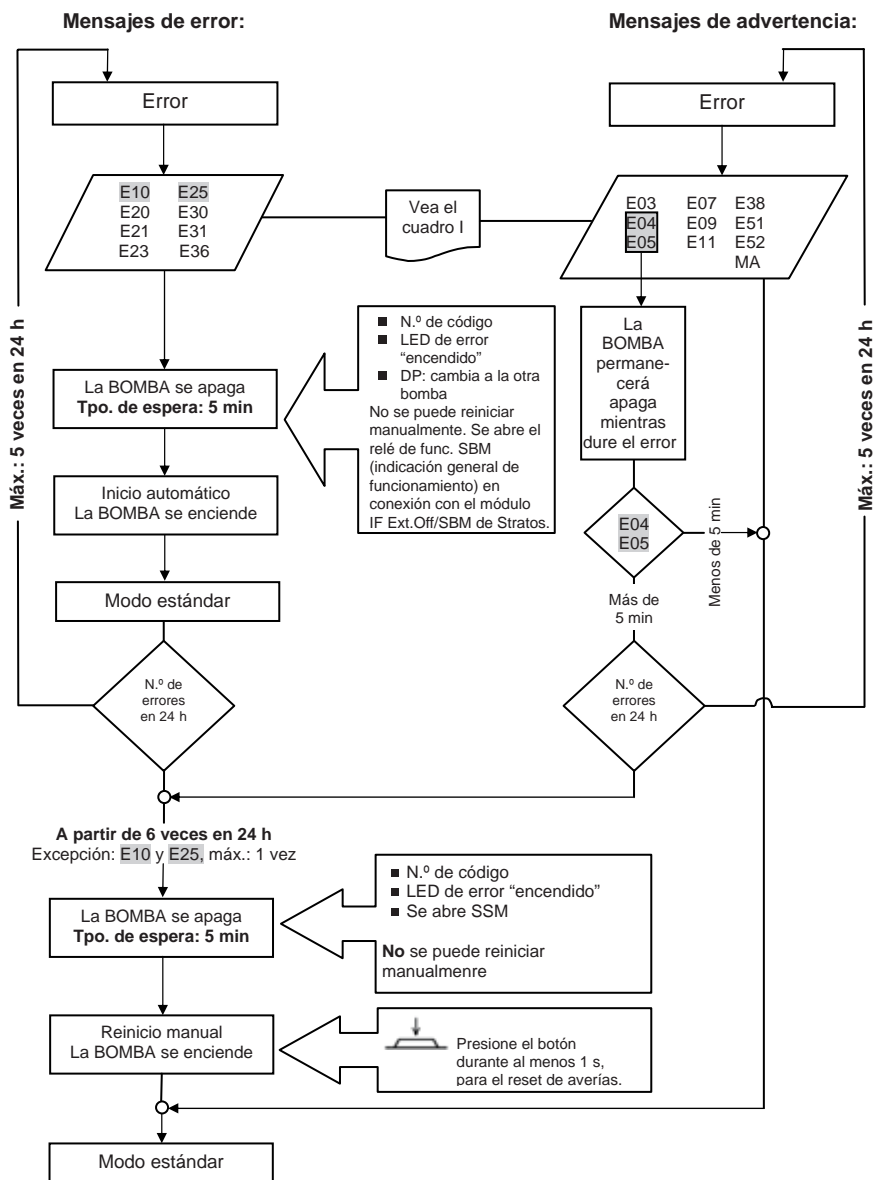 Mensajes de error:
Mensajes de advertencia:
Error
Error
E10 E25
E20 E30
E21 E31
E23 E36
Vea el
cuadro I
E03 E07 E38
E04 E09 E51
E05 E11 E52
MA
Máx.: 5 veces en 24 h
■ N.º de código
■ LED de error
“encendido”
■ DP: cambia a la otra
bomba
No se puede reiniciar
manualmente. Se abre el
relé de func. SBM
(indicación general de
funcionamiento) en
conexión con el módulo
IF Ext.Off/SBM de Stratos.
La
BOMBA
permane-
cerá
apaga
mientras
dure el error
Máx.: 5 veces en 24 h
La BOMBA se apaga
Tpo. de espera: 5 min
Inicio automático
La BOMBA se enciende
E04
E05
Menos de 5 min
Modo estándar
Más de
5 min
N.º de
errores
en 24 h
N.º de
errores
en 24 h
A partir de 6 veces en 24 h
Excepción: E10 y E25, máx.: 1 vez
La BOMBA se apaga
Tpo. de espera: 5 min
■ N.º de código
■ LED de error “encendido”
■ Se abre SSM
No se puede reiniciar
manualmenre
Reinicio manual
La BOMBA se enciende
Presione el botón
durante al menos 1 s,
para el reset de averías.
Modo estándar